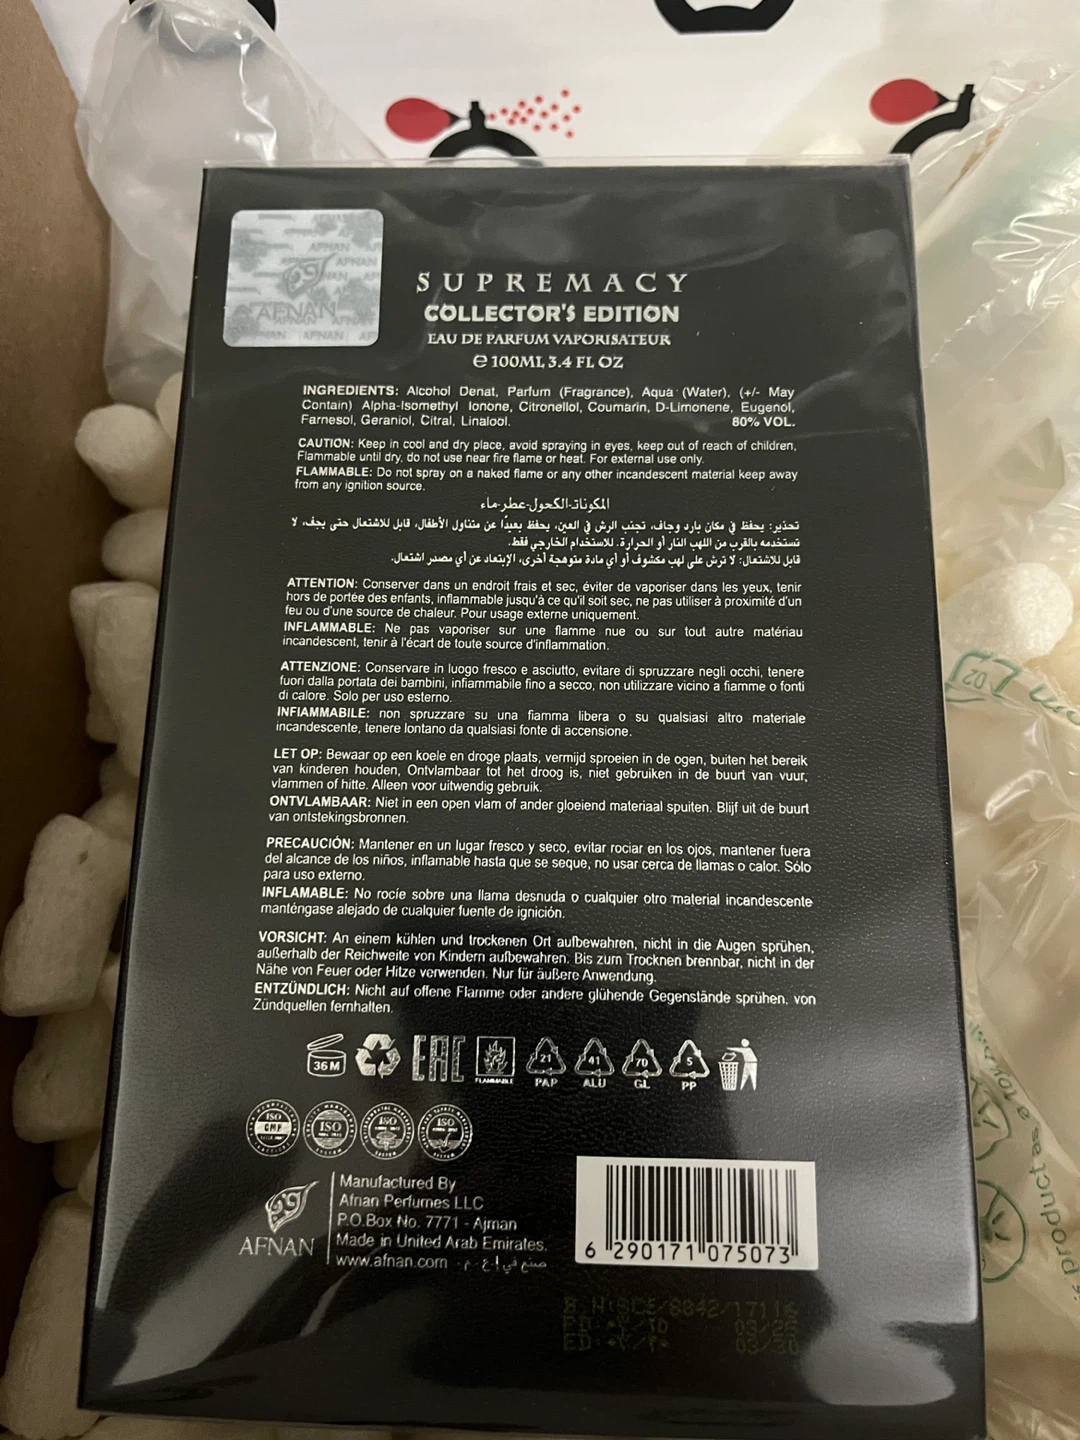 AFNAN
SUPREMACY
COLLECTOR'S EDITION
EAU DE PARFUM VAPORISATEUR
℮ 100ML 3.4 FL OZ
INGREDIENTS: Alcohol Denat, Parfum (Fragrance), Aqua (Water), (+/- May
Contain) Alpha-Isomethyl Ionone, Citronellol, Coumarin, D-Limonene, Eugenol,
Farnesol, Geraniol, Citral, Linalool. 80% VOL.
CAUTION: Keep in cool and dry place, avoid spraying in eyes, keep out of reach of children,
Flammable until dry, do not use near fire flame or heat. For external use only.
FLAMMABLE: Do not spray on a naked flame or any other incandescent material keep away
from any ignition source.
المكونات-الكحول-عطر-ماء
تحذير: يحفظ في مكان بارد وجاف، تجنب الرش في العين، يحفظ بعيدًا عن متناول الأطفال، قابل للاشتعال حتى يجف، لا
تستخدمه بالقرب من اللهب النار أو الحرارة. للاستخدام الخارجي فقط.
قابل للاشتعال: لا ترش على لهب مكشوف أو أي مادة متوهجة أخرى، الإبتعاد عن أي مصدر اشتعال.
ATTENTION: Conserver dans un endroit frais et sec, éviter de vaporiser dans les yeux, tenir
hors de portée des enfants, inflammable jusqu'à ce qu'il soit sec, ne pas utiliser à proximité d'un
feu ou d'une source de chaleur. Pour usage externe uniquement.
INFLAMMABLE: Ne pas vaporiser sur une flamme nue ou sur tout autre matériau
incandescent, tenir à l'écart de toute source d'inflammation.
ATTENZIONE: Conservare in luogo fresco e asciutto, evitare di spruzzare negli occhi, tenere
fuori dalla portata dei bambini, infiammabile fino a secco, non utilizzare vicino a fiamme o fonti
di calore. Solo per uso esterno.
INFIAMMABILE: non spruzzare su una fiamma libera o su qualsiasi altro materiale
incandescente, tenere lontano da qualsiasi fonte di accensione.
LET OP: Bewaar op een koele en droge plaats, vermijd sproeien in de ogen, buiten het bereik
van kinderen houden, Ontvlambaar tot het droog is, niet gebruiken in de buurt van vuur,
vlammen of hitte. Alleen voor uitwendig gebruik.
ONTVLAMBAAR: Niet in een open vlam of ander gloeiend materiaal spuiten. Blijf uit de buurt
van ontstekingsbronnen.
PRECAUCIÓN: Mantener en un lugar fresco y seco, evitar rociar en los ojos, mantener fuera
del alcance de los niños, inflamable hasta que se seque, no usar cerca de llamas o calor. Sólo
para uso externo.
INFLAMABLE: No rocíe sobre una llama desnuda o cualquier otro material incandescente
manténgase alejado de cualquier fuente de ignición.
VORSICHT: An einem kühlen und trockenen Ort aufbewahren, nicht in die Augen sprühen,
außerhalb der Reichweite von Kindern aufbewahren, Bis zum Trocknen brennbar, nicht in der
Nähe von Feuer oder Hitze verwenden. Nur für äußere Anwendung.
ENTZÜNDLICH: Nicht auf offene Flamme oder andere glühende Gegenstände sprühen, von
Zündquellen fernhalten.
36 M EAC FLAMMABLE 21 PAP 41 ALU 70 GL 5 PP
ISO GMP ISO ISO ISO
AFNAN
Manufactured By
Afnan Perfumes LLC
P.O.Box No. 7771 - Ajman
Made in United Arab Emirates.
www.afnan.com صنع في إ.ع.م.
6 290171 075073
03/25
ED 03/30